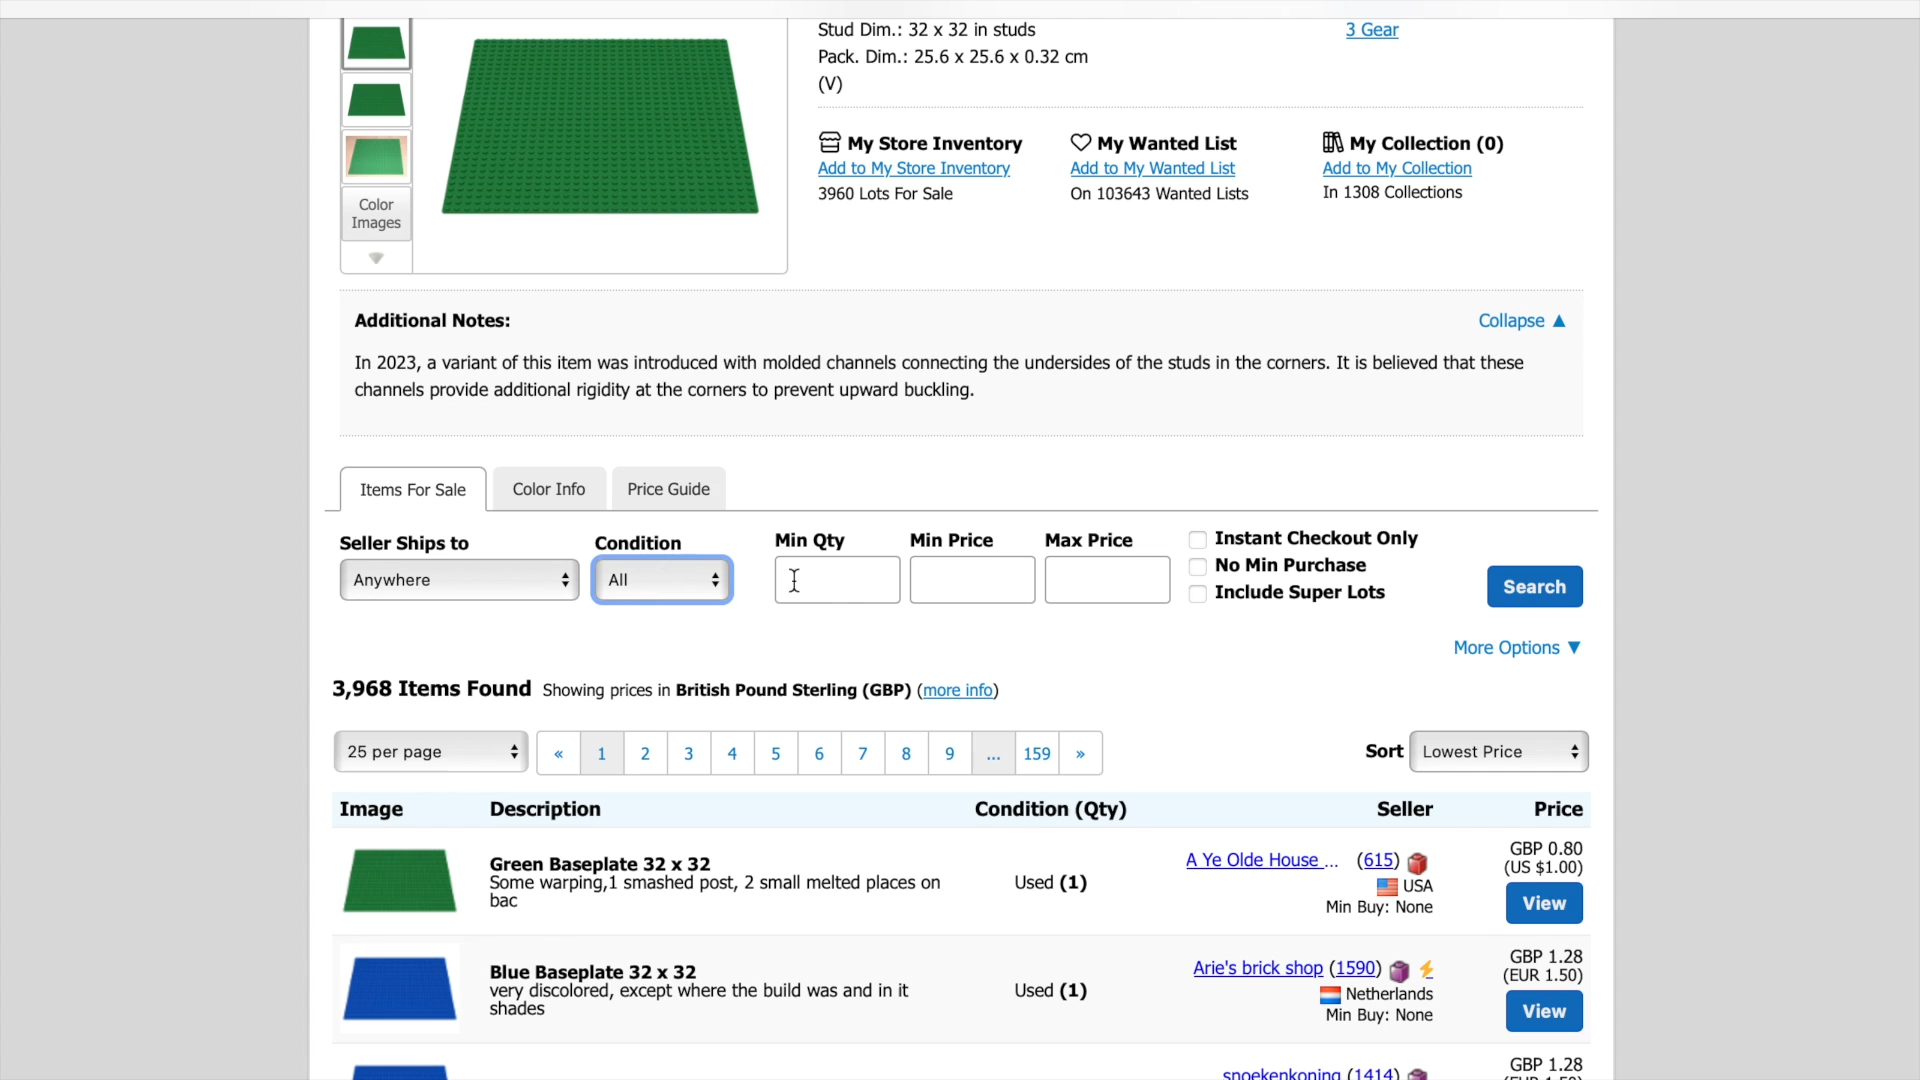 Stud Dim.: 32 x 32 in studs
Pack. Dim.: 25.6 x 25.6 x 0.32 cm
(V)
3 Gear
My Store Inventory
Add to My Store Inventory
3960 Lots For Sale
My Wanted List
Add to My Wanted List
On 103643 Wanted Lists
My Collection (0)
Add to My Collection
In 1308 Collections
Color
Images
Additional Notes:
Collapse ▲
In 2023, a variant of this item was introduced with molded channels connecting the undersides of the studs in the corners. It is believed that these
channels provide additional rigidity at the corners to prevent upward buckling.
Items For Sale
Color Info
Price Guide
Seller Ships to
Condition
Min Qty
Min Price
Max Price
Instant Checkout Only
No Min Purchase
Include Super Lots
Anywhere
All
Search
More Options ▼
3,968 Items Found Showing prices in British Pound Sterling (GBP) (more info)
25 per page
« 1 2 3 4 5 6 7 8 9 ... 159 »
Sort Lowest Price
Image Description Condition (Qty) Seller Price
Green Baseplate 32 x 32
Some warping,1 smashed post, 2 small melted places on
bac
Used (1)
A Ye Olde House ... (615)
USA
Min Buy: None
GBP 0.80
(US $1.00)
View
Blue Baseplate 32 x 32
very discolored, except where the build was and in it
shades
Used (1)
Arie's brick shop (1590)
Netherlands
Min Buy: None
GBP 1.28
(EUR 1.50)
View
snoekenkoning (1414)
GBP 1.28
(EUR 1.50)